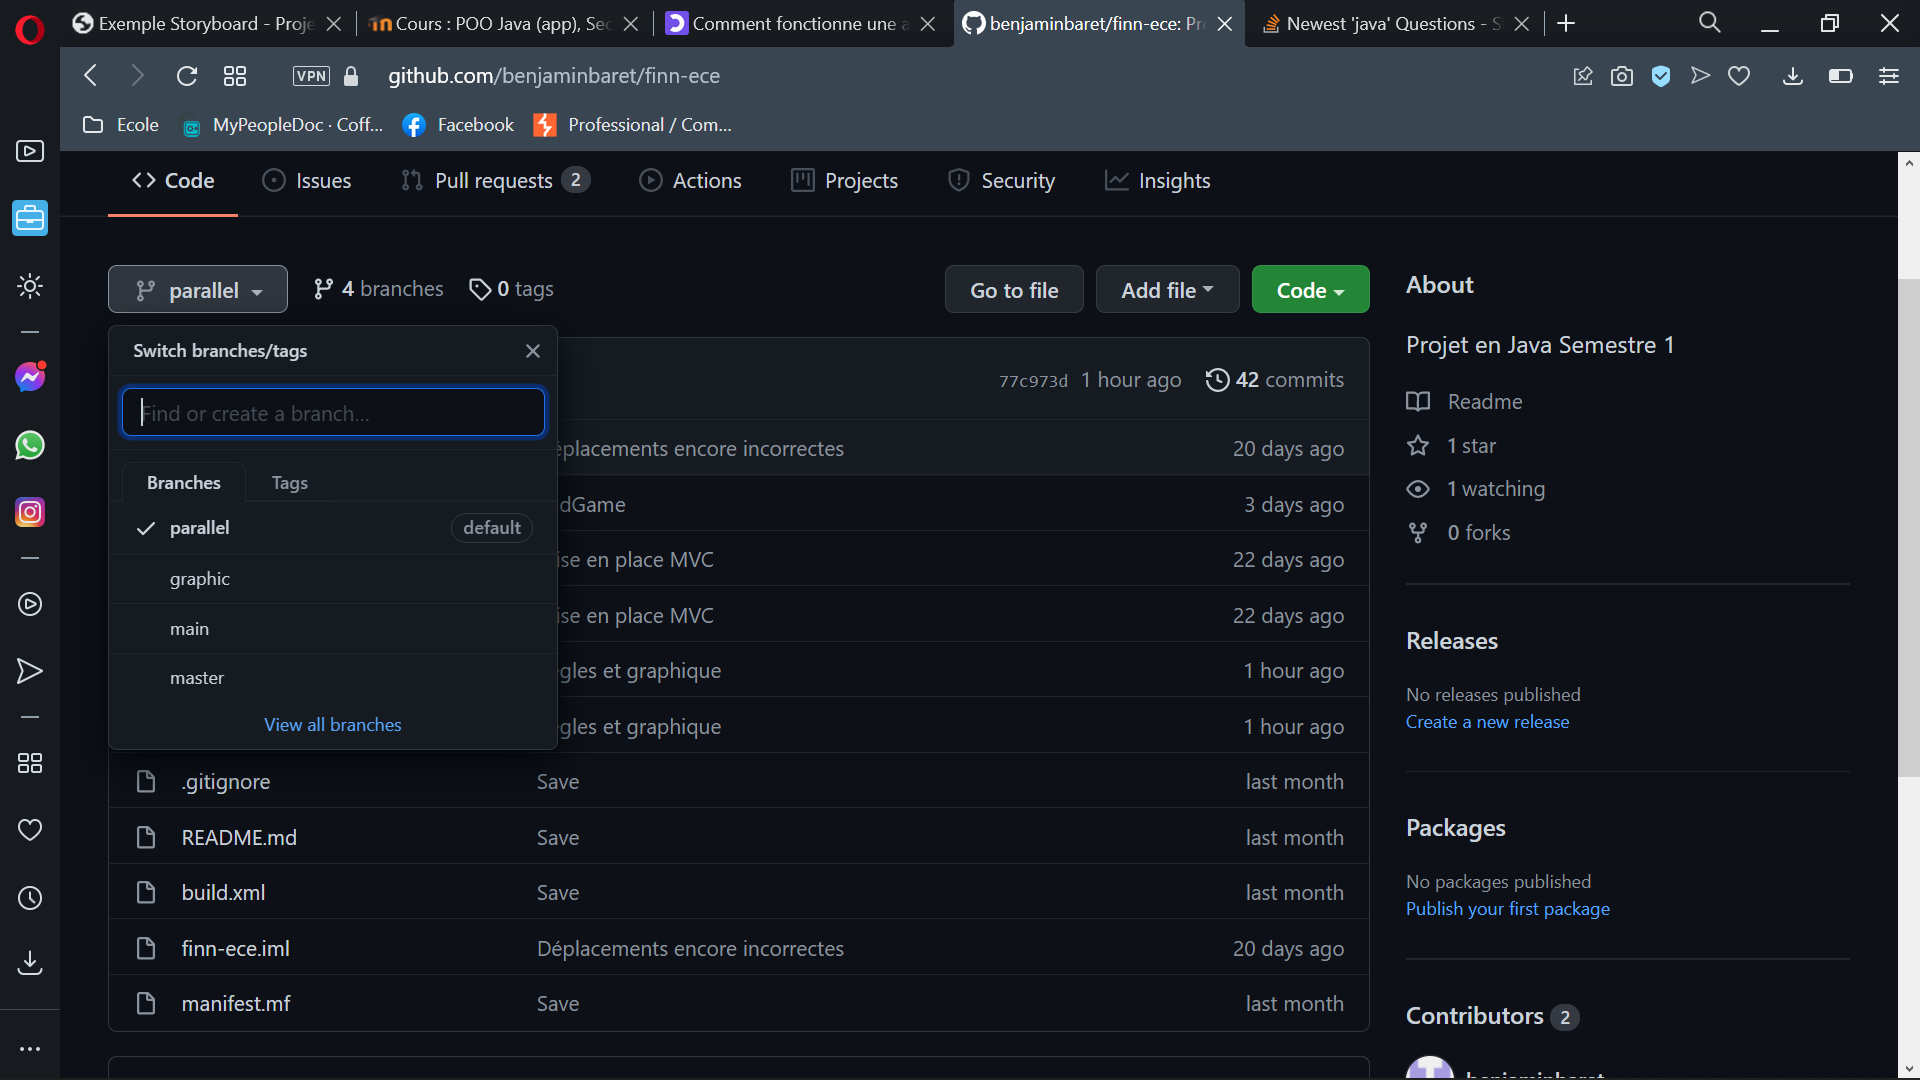 Exemple Storyboard - Proje
Cours : POO Java (app), Sec
Comment fonctionne une a
benjaminbaret/finn-ece: Pr
Newest 'java' Questions - S
VPN
github.com/benjaminbaret/finn-ece
Ecole
MyPeopleDoc · Coff...
Facebook
Professional / Com...
Code
Issues
Pull requests 2
Actions
Projects
Security
Insights
parallel
4 branches
0 tags
Go to file
Add file
Code
Switch branches/tags
Find or create a branch...
Branches
Tags
parallel
default
graphic
main
master
View all branches
77c973d 1 hour ago
42 commits
éplacements encore incorrectes
20 days ago
dGame
3 days ago
ise en place MVC
22 days ago
ise en place MVC
22 days ago
gles et graphique
1 hour ago
gles et graphique
1 hour ago
.gitignore
Save
last month
README.md
Save
last month
build.xml
Save
last month
finn-ece.iml
Déplacements encore incorrectes
20 days ago
manifest.mf
Save
last month
About
Projet en Java Semestre 1
Readme
1 star
1 watching
0 forks
Releases
No releases published
Create a new release
Packages
No packages published
Publish your first package
Contributors 2
benjaminbaret